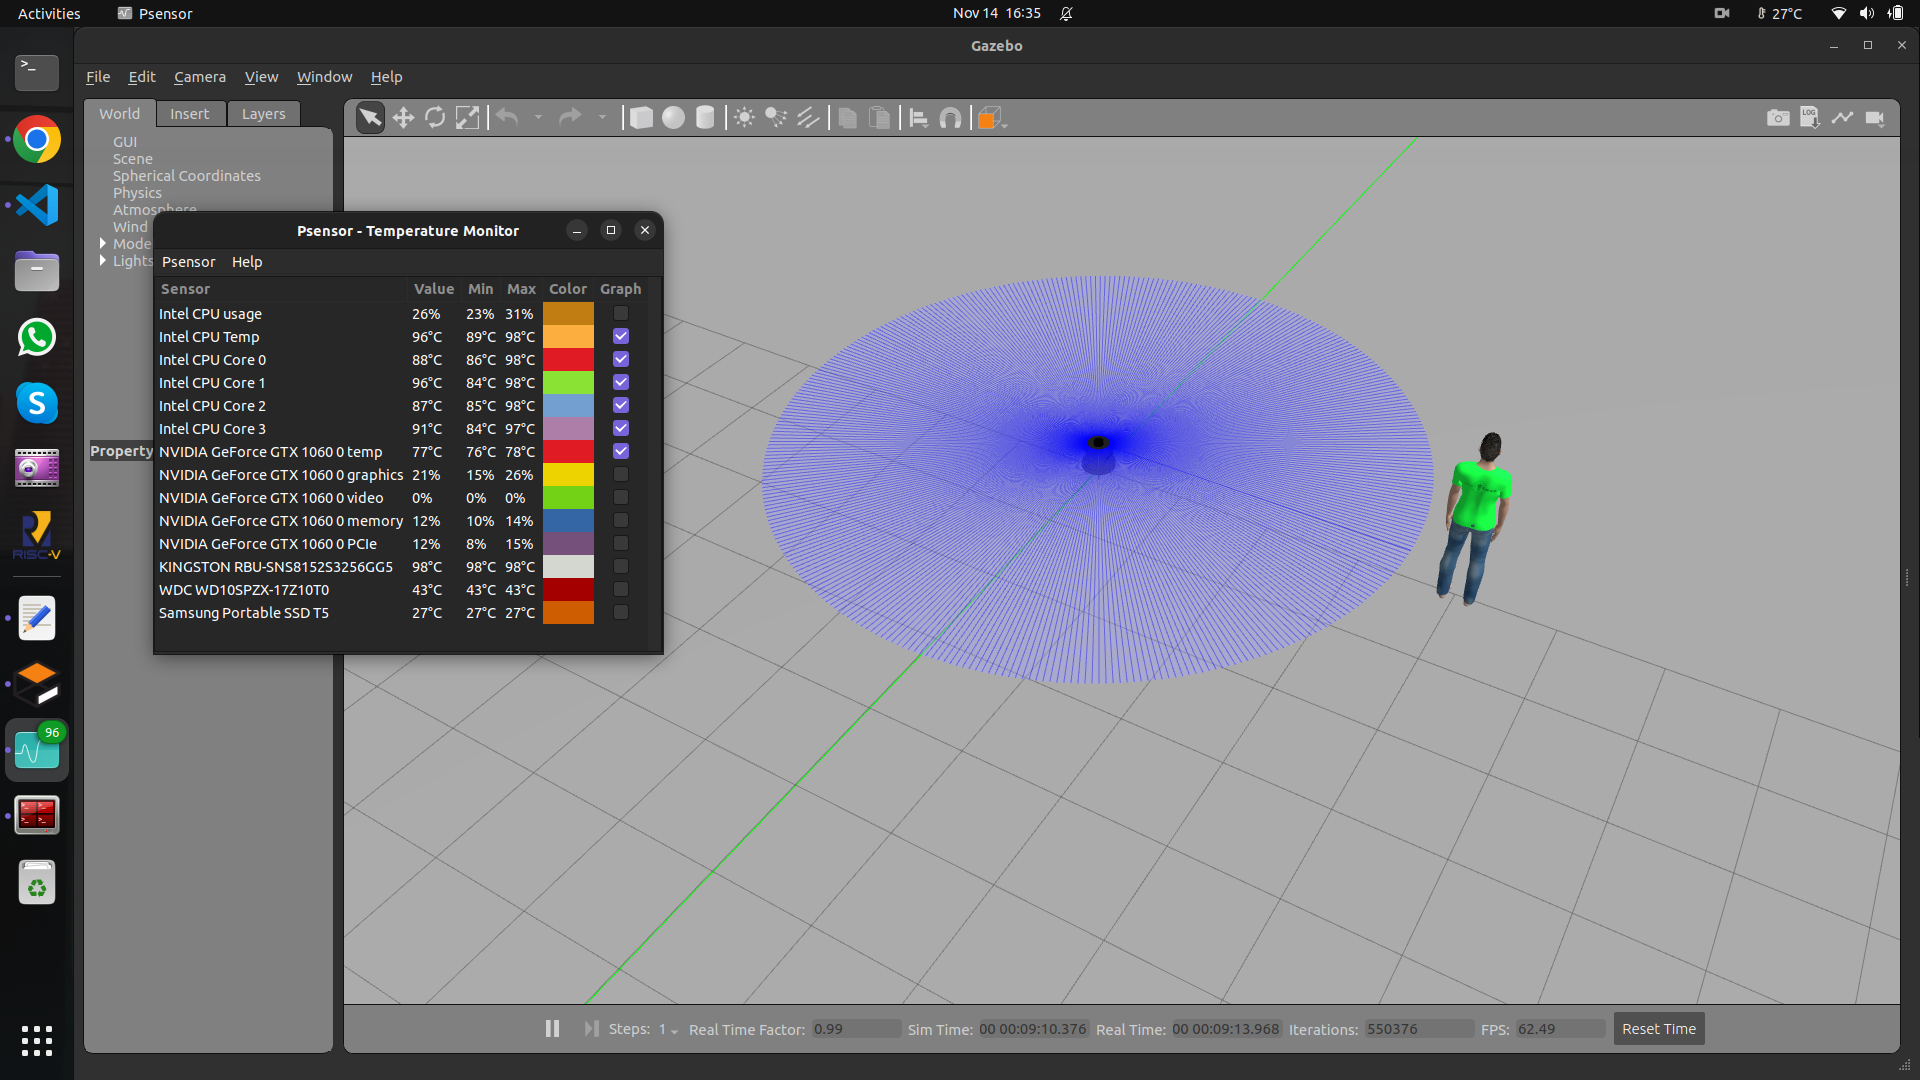 Activities Psensor Nov 14 16:35 27°C
Gazebo
File Edit Camera View Window Help
World Insert Layers
GUI
Scene
Spherical Coordinates
Physics
Atmosphere
Wind
Mode
Lights
Property
LOG
Psensor - Temperature Monitor
Psensor Help
Sensor Value Min Max Color Graph
Intel CPU usage 26% 23% 31%
Intel CPU Temp 96°C 89°C 98°C
Intel CPU Core 0 88°C 86°C 98°C
Intel CPU Core 1 96°C 84°C 98°C
Intel CPU Core 2 87°C 85°C 98°C
Intel CPU Core 3 91°C 84°C 97°C
NVIDIA GeForce GTX 1060 0 temp 77°C 76°C 78°C
NVIDIA GeForce GTX 1060 0 graphics 21% 15% 26%
NVIDIA GeForce GTX 1060 0 video 0% 0% 0%
NVIDIA GeForce GTX 1060 0 memory 12% 10% 14%
NVIDIA GeForce GTX 1060 0 PCIe 12% 8% 15%
KINGSTON RBU-SNS8152S3256GG5 98°C 98°C 98°C
WDC WD10SPZX-17Z10T0 43°C 43°C 43°C
Samsung Portable SSD T5 27°C 27°C 27°C
RISC-V
96
Steps: 1 Real Time Factor: 0.99 Sim Time: 00 00:09:10.376 Real Time: 00 00:09:13.968 Iterations: 550376 FPS: 62.49 Reset Time